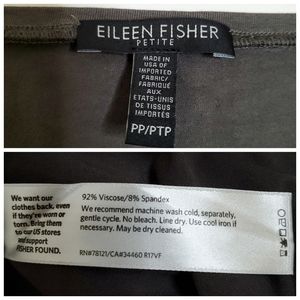 EILEEN FISHER
PETITE
MADE IN
USA OF
IMPORTED
FABRIC/
FABRIQUÉ
AUX
ETATS-UNIS
DE TISSUS
IMPORTÉS
PP/PTP
We want our
clothes back, even
if they're worn or
torn. Bring them
to our US stores
and support
FISHER FOUND.
92% Viscose/8% Spandex
We recommend machine wash cold, separately,
gentle cycle. No bleach. Line dry. Use cool iron if
necessary. May be dry cleaned.
RN#78121/CA#34460 R17VF